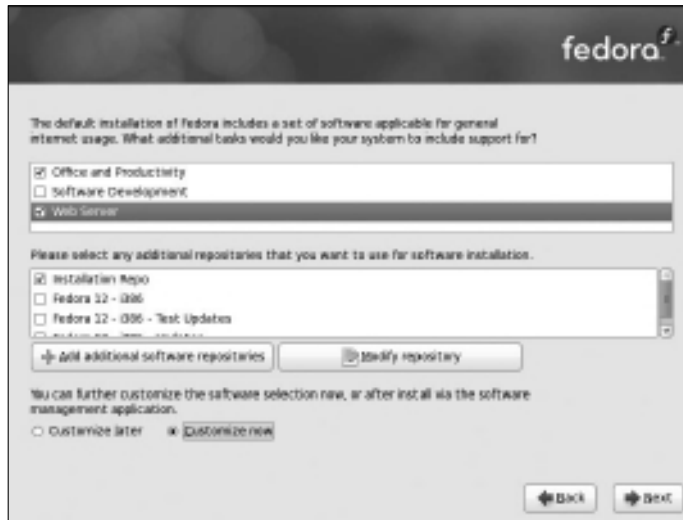 fedora
The default installation of Fedora includes a set of software applicable for general
internet usage. What additional tasks would you like your system to include support for?
Office and Productivity
Software Development
Web Server
Please select any additional repositories that you want to use for software installation.
Installation Repo
Fedora 12 - i386
Fedora 12 - i386 - Test Updates
Add additional software repositories
Modify repository
You can further customize the software selection now, or after install via the software
management application.
Customize later
Customize now
Back
Next